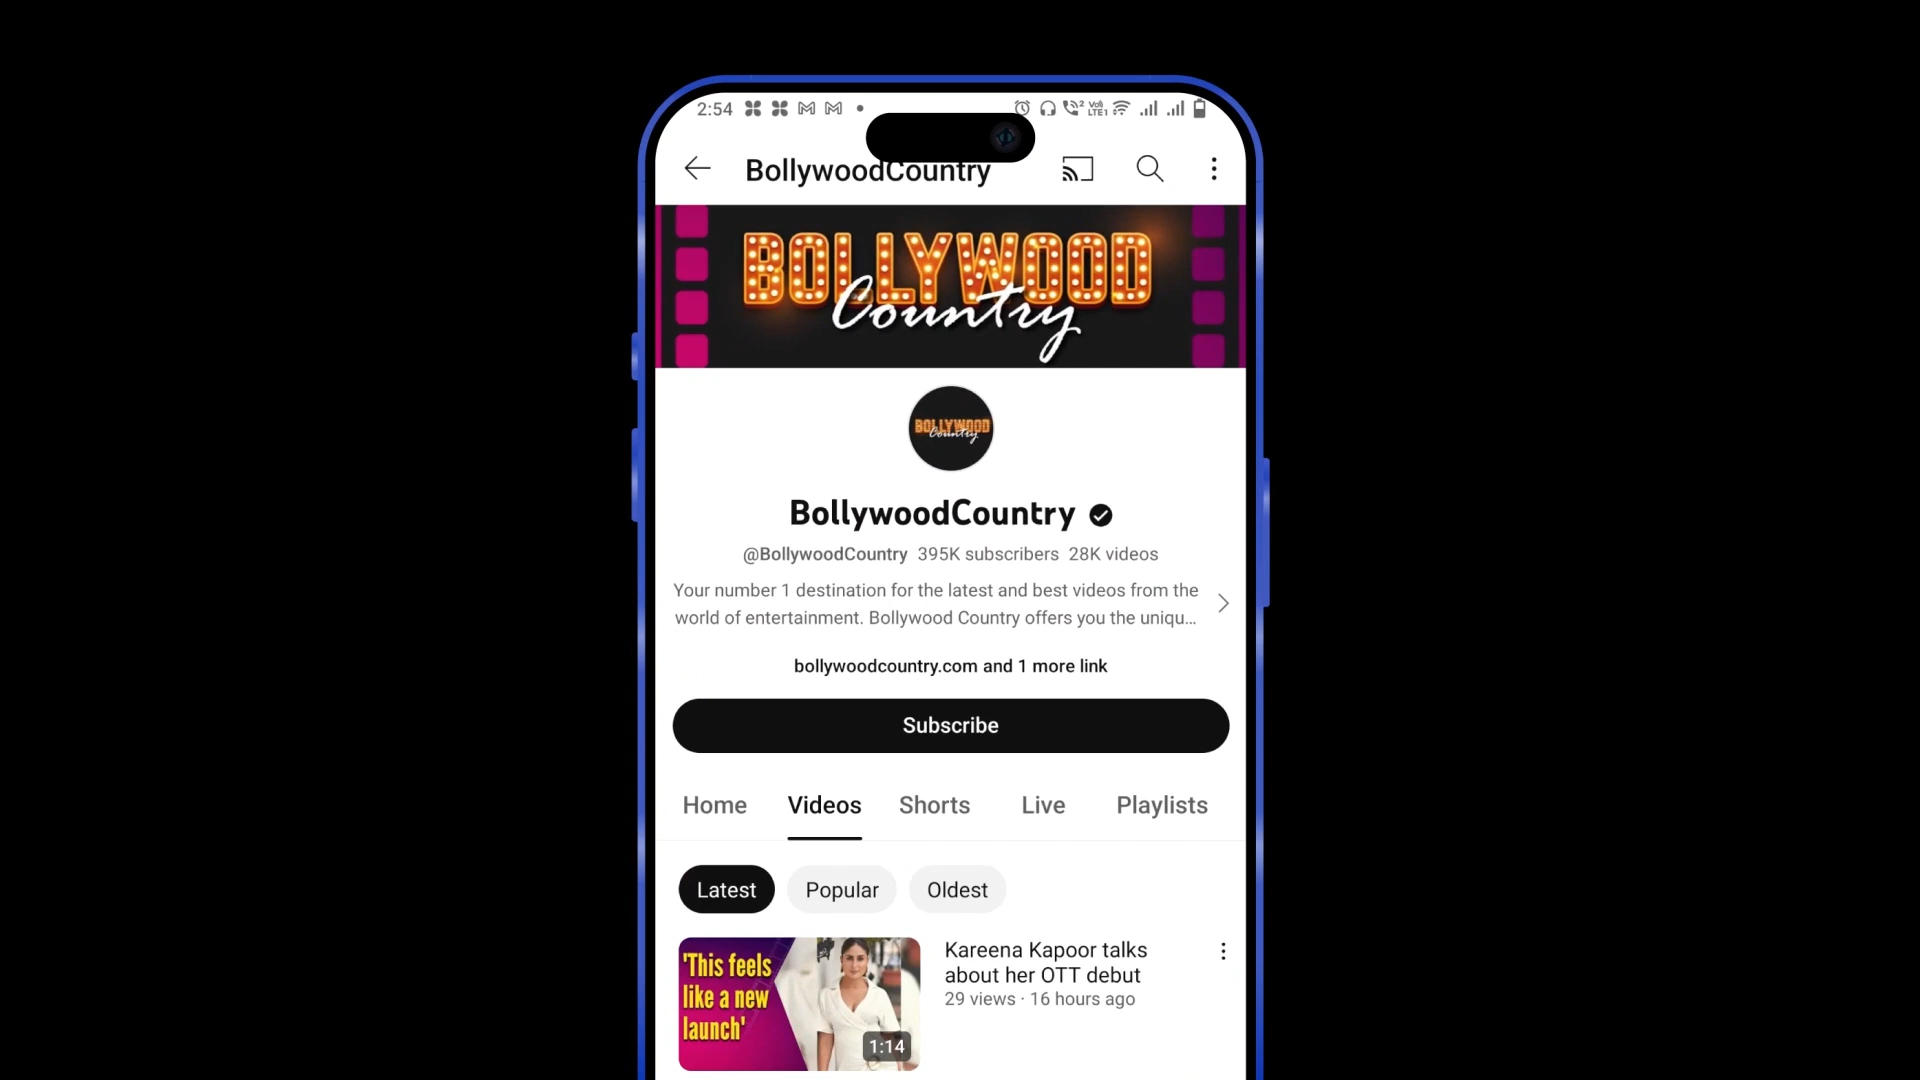 2:54
Vo)) LTE1
BollywoodCountry
BOLLYWOOD
Country
BOLLYWOOD
Country
BollywoodCountry
@BollywoodCountry 395K subscribers 28K videos
Your number 1 destination for the latest and best videos from the
world of entertainment. Bollywood Country offers you the uniqu...
bollywoodcountry.com and 1 more link
Subscribe
Home Videos Shorts Live Playlists
Latest Popular Oldest
'This feels
like a new
launch'
1:14
Kareena Kapoor talks
about her OTT debut
29 views · 16 hours ago